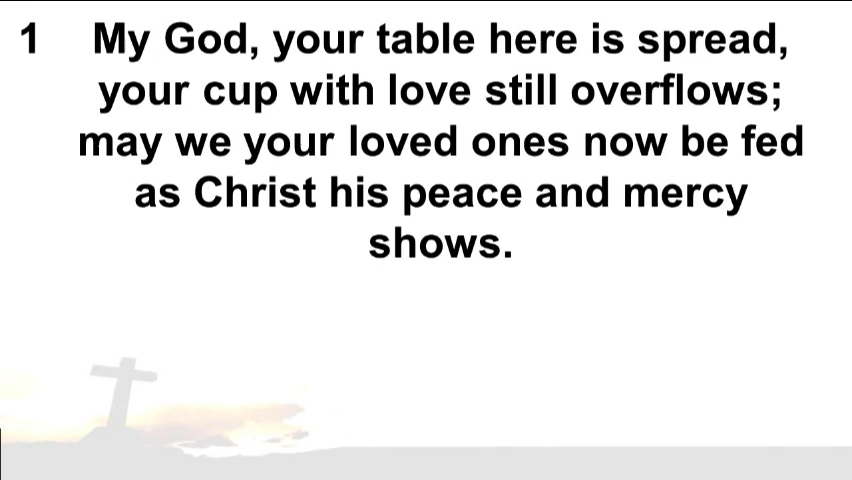 1 My God, your table here is spread,
your cup with love still overflows;
may we your loved ones now be fed
as Christ his peace and mercy
shows.